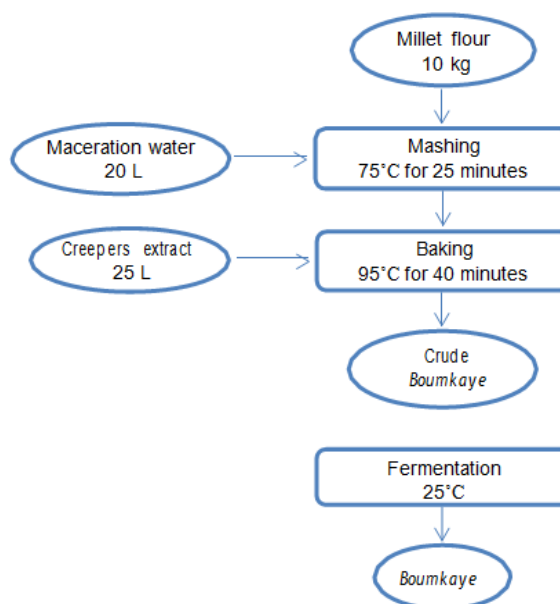 Millet flour
10 kg
Maceration water
20 L
Mashing
75°C for 25 minutes
Creepers extract
25 L
Baking
95°C for 40 minutes
Crude
Boumkaye
Fermentation
25°C
Boumkaye